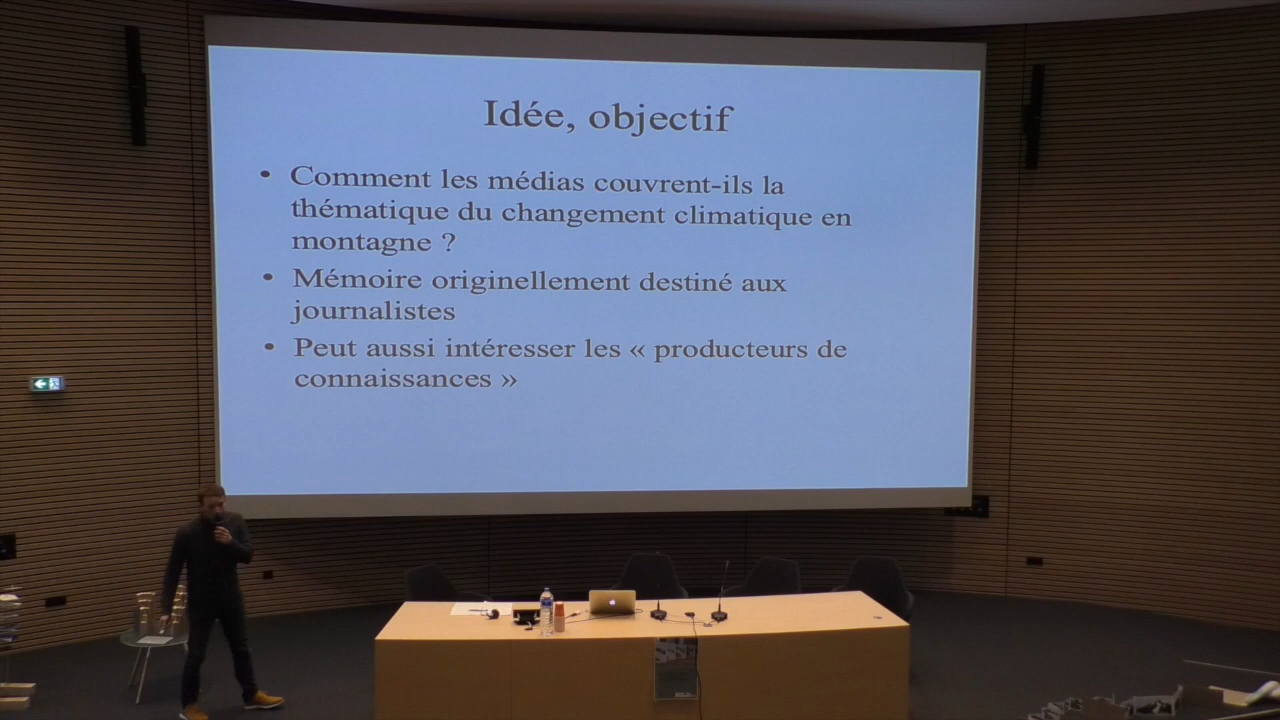 Idée, objectif
• Comment les médias couvrent-ils la
thématique du changement climatique en
montagne ?
• Mémoire originellement destiné aux
journalistes
• Peut aussi intéresser les « producteurs de
connaissances »